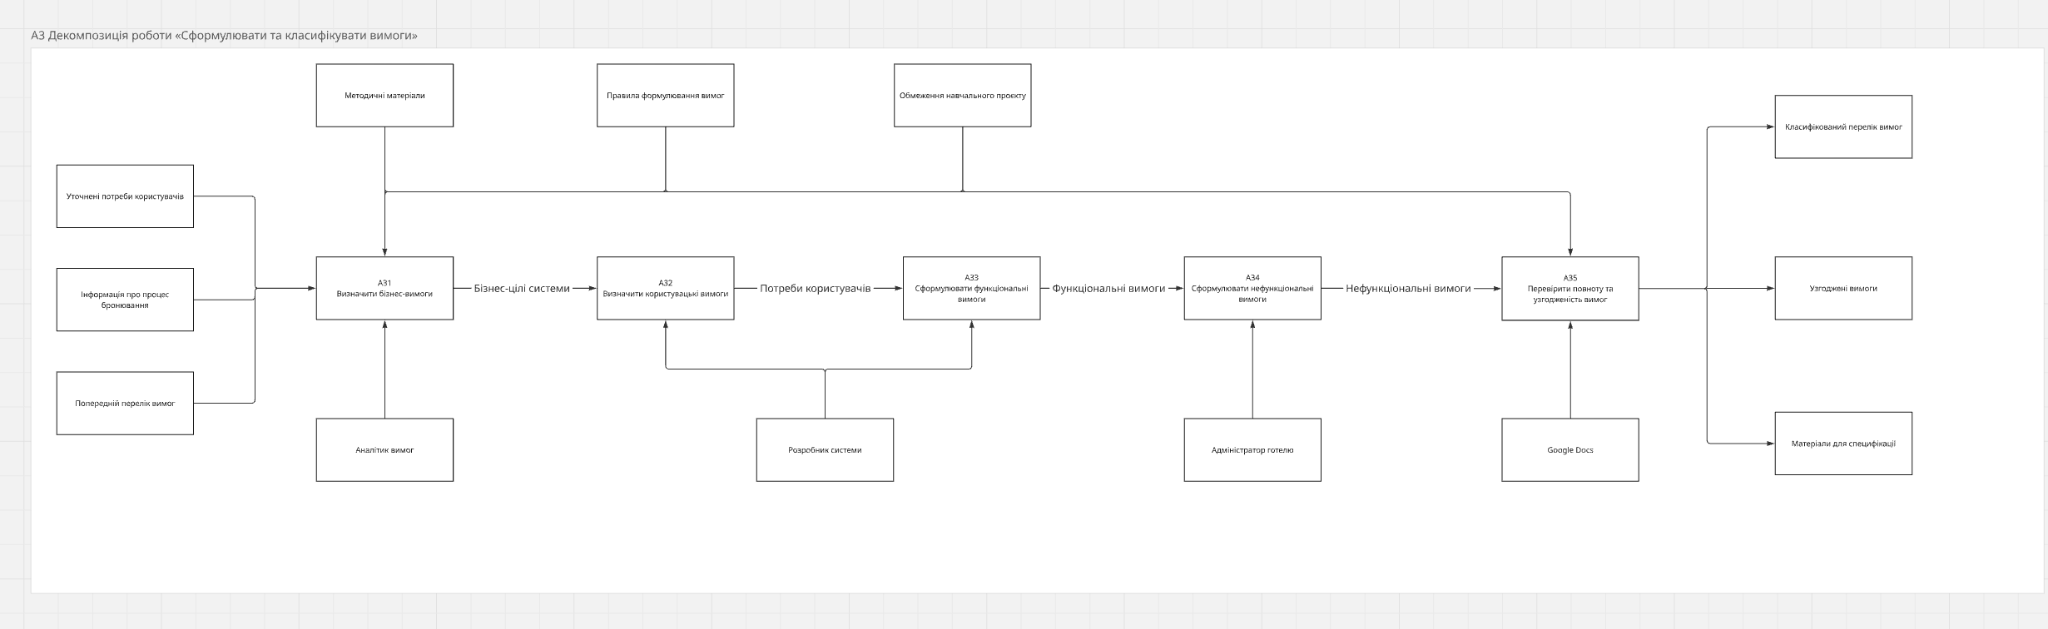 А3 Декомпозиція роботи «Сформулювати та класифікувати вимоги»
Методичні матеріали
Правила формулювання вимог
Обмеження навчального проєкту
Класифікований перелік вимог
Уточнені потреби користувачів
Інформація про процес
бронювання
Попередній перелік вимог
А31
Визначити бізнес-вимоги
Бізнес-цілі системи
А32
Визначити користувацькі вимоги
Потреби користувачів
А33
Сформулювати функціональні
вимоги
Функціональні вимоги
А34
Сформулювати нефункціональні
вимоги
Нефункціональні вимоги
А35
Перевірити повноту та
узгодженість вимог
Узгоджені вимоги
Матеріали для специфікації
Аналітик вимог
Розробник системи
Адміністратор готелю
Google Docs